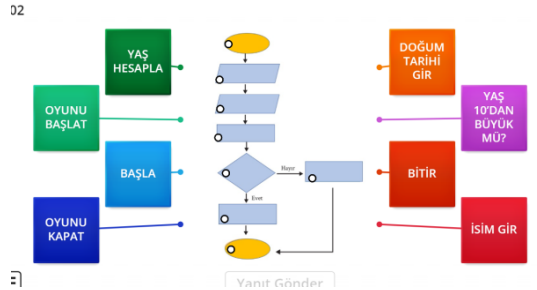 02
YAŞ
HESAPLA
DOĞUM
TARİHİ
GİR
OYUNU
BAŞLAT
YAŞ
10'DAN
BÜYÜK
MÜ?
BAŞLA
Hayır
BİTİR
Evet
OYUNU
KAPAT
İSİM GİR
Yanıt Gönder